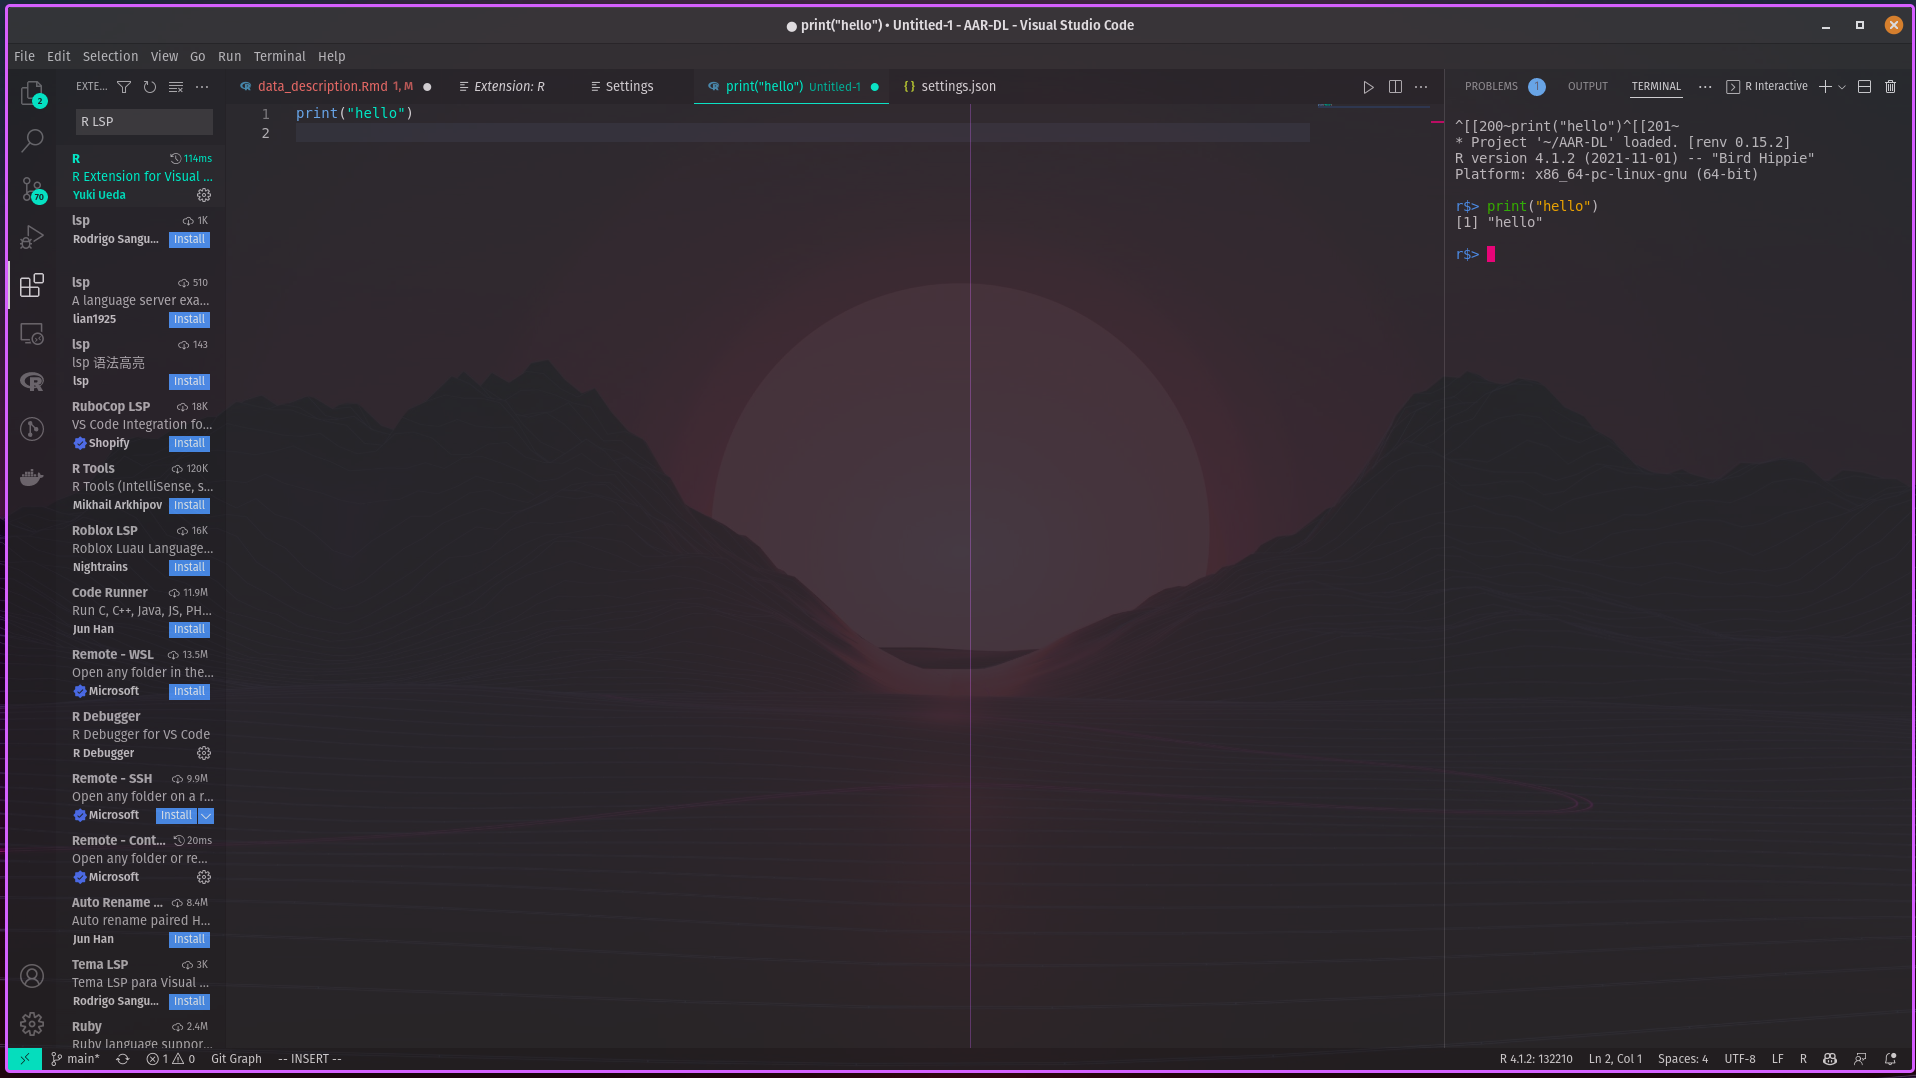 ● print("hello") • Untitled-1 - AAR-DL - Visual Studio Code
File Edit Selection View Go Run Terminal Help
2
70
EXTE...
R LSP
R 114ms
R Extension for Visual ...
Yuki Ueda
lsp 1K
Rodrigo Sangu... Install
lsp 510
A language server exa...
lian1925 Install
lsp 143
lsp 语法高亮
lsp Install
RuboCop LSP 18K
VS Code Integration fo...
Shopify Install
R Tools 120K
R Tools (IntelliSense, s...
Mikhail Arkhipov Install
Roblox LSP 16K
Roblox Luau Language...
Nightrains Install
Code Runner 11.9M
Run C, C++, Java, JS, PH...
Jun Han Install
Remote - WSL 13.5M
Open any folder in the...
Microsoft Install
R Debugger
R Debugger for VS Code
R Debugger
Remote - SSH 9.9M
Open any folder on a r...
Microsoft Install
Remote - Cont... 20ms
Open any folder or re...
Microsoft
Auto Rename ... 8.4M
Auto rename paired H...
Jun Han Install
Tema LSP 3K
Tema LSP para Visual ...
Rodrigo Sangu... Install
Ruby 2.4M
Ruby language suppor...
data_description.Rmd 1, M ● Extension: R Settings print("hello") Untitled-1 ● {} settings.json
1 print("hello")
2
PROBLEMS 1 OUTPUT TERMINAL ... R Interactive
^[[200~print("hello")^[[201~
* Project '~/AAR-DL' loaded. [renv 0.15.2]
R version 4.1.2 (2021-11-01) -- "Bird Hippie"
Platform: x86_64-pc-linux-gnu (64-bit)
r$> print("hello")
[1] "hello"
r$>
main* 1 0 Git Graph -- INSERT -- R 4.1.2: 132210 Ln 2, Col 1 Spaces: 4 UTF-8 LF R